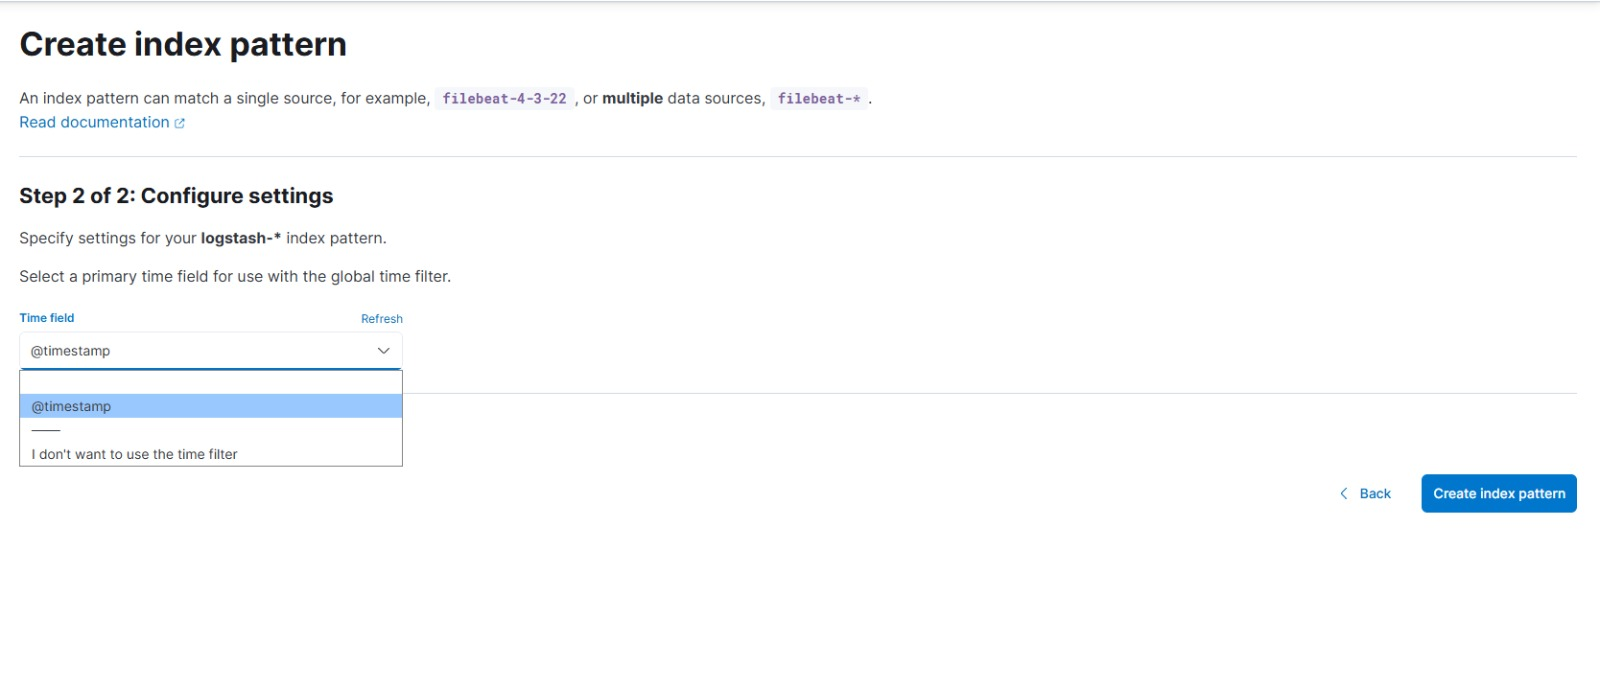 Create index pattern
An index pattern can match a single source, for example, filebeat-4-3-22 , or multiple data sources, filebeat-* .
Read documentation
Step 2 of 2: Configure settings
Specify settings for your logstash-* index pattern.
Select a primary time field for use with the global time filter.
Time field Refresh
@timestamp
@timestamp
I don't want to use the time filter
Back Create index pattern